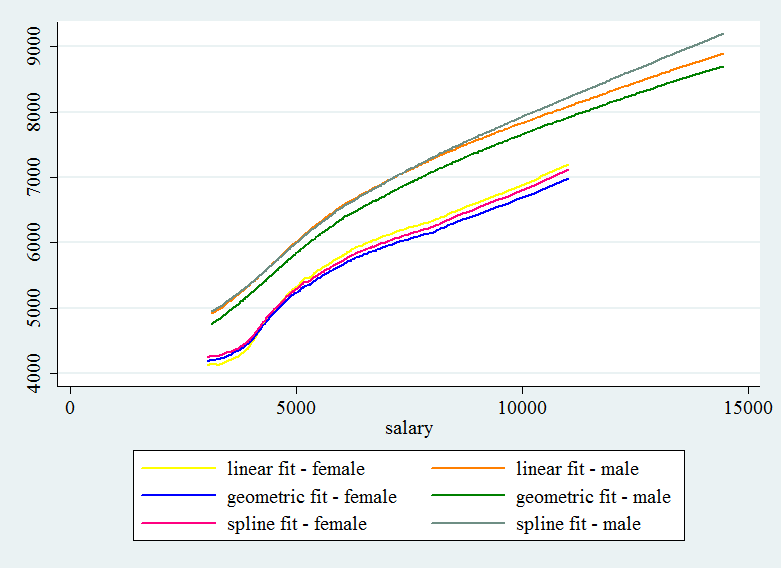 9000
8000
7000
6000
5000
4000
0 5000 10000 15000
salary
linear fit - female linear fit - male
geometric fit - female geometric fit - male
spline fit - female spline fit - male